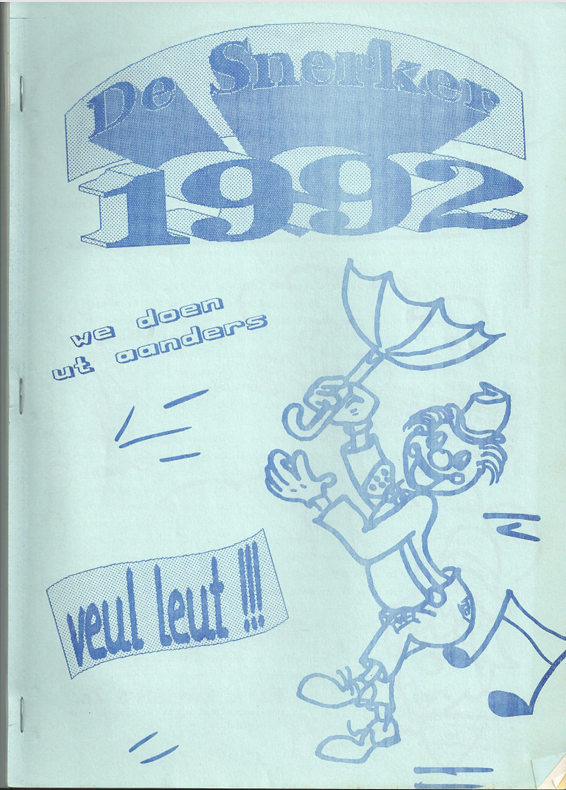 De Snerker
1992
we doen
ut aanders
veul leut !!!